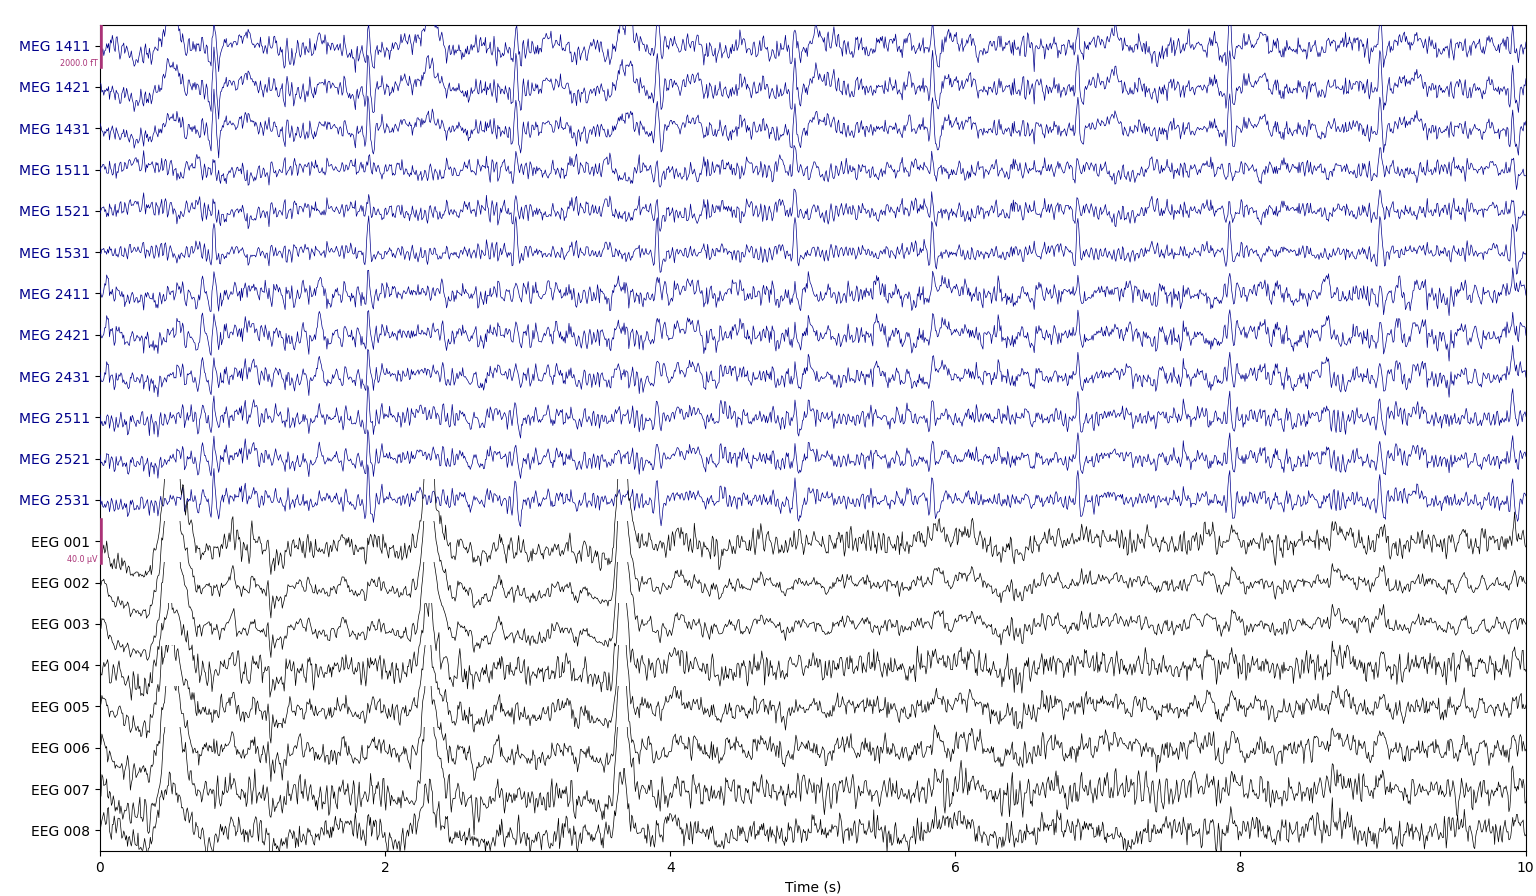 MEG 1411
2000.0 fT
MEG 1421
MEG 1431
MEG 1511
MEG 1521
MEG 1531
MEG 2411
MEG 2421
MEG 2431
MEG 2511
MEG 2521
MEG 2531
EEG 001
40.0 µV
EEG 002
EEG 003
EEG 004
EEG 005
EEG 006
EEG 007
EEG 008
0 2 4 6 8 10
Time (s)